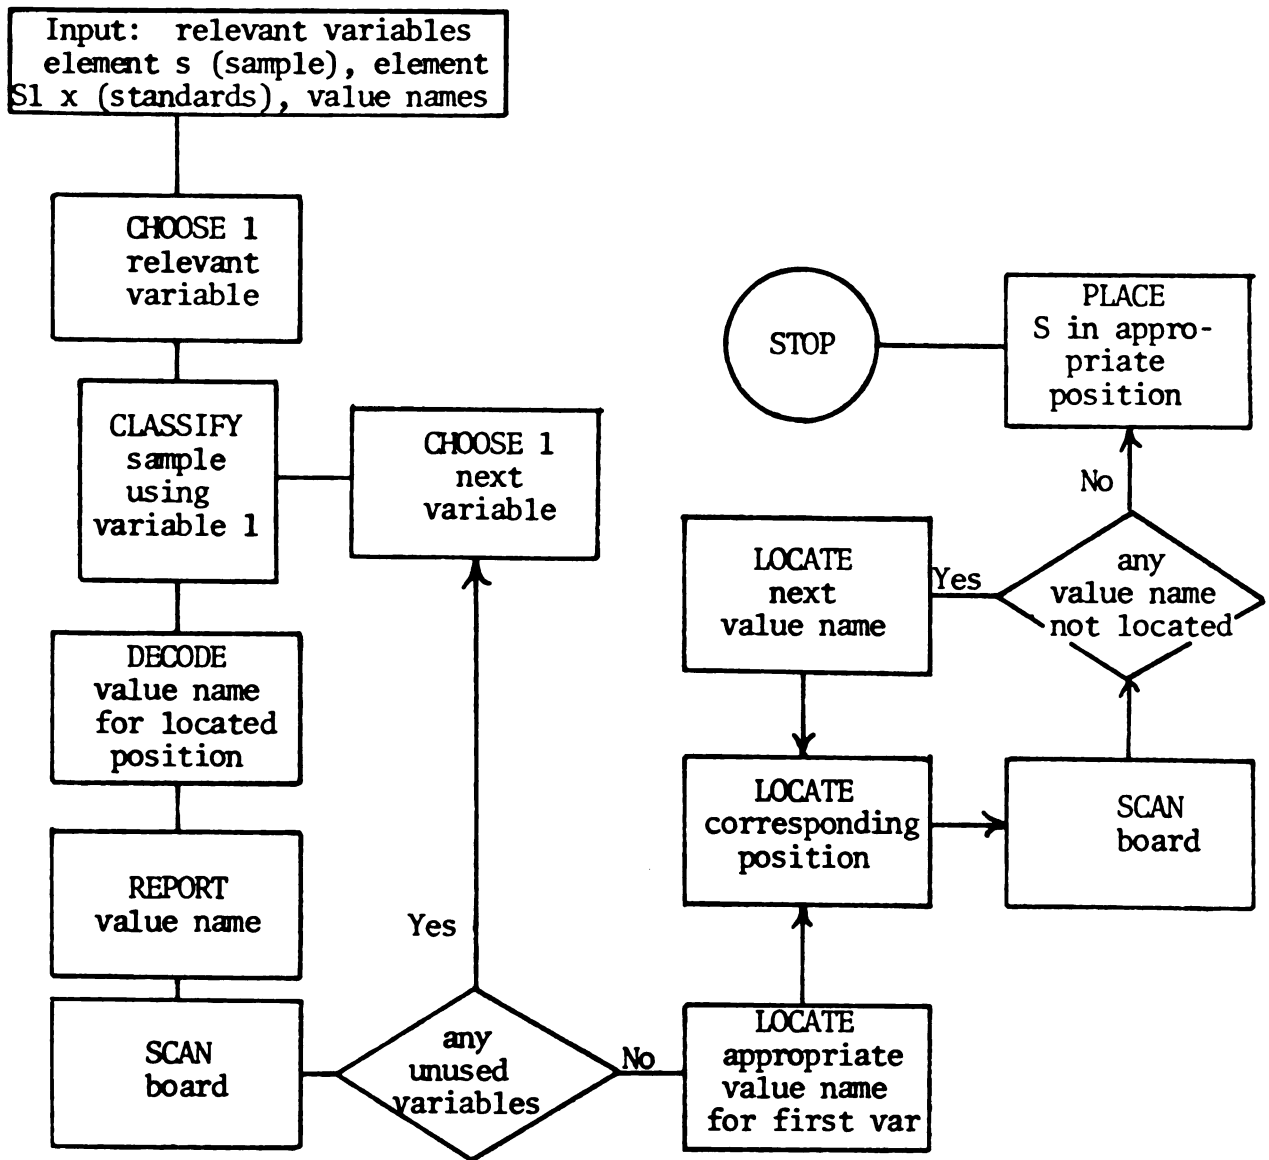 Input: relevant variables
element s (sample), element
S1 x (standards), value names
CHOOSE 1
relevant
variable
CLASSIFY
sample
using
variable 1
CHOOSE 1
next
variable
DECODE
value name
for located
position
REPORT
value name
SCAN
board
any
unused
variables
Yes
No
LOCATE
appropriate
value name
for first var
LOCATE
corresponding
position
SCAN
board
any
value name
not located
Yes
LOCATE
next
value name
No
PLACE
S in appro-
priate
position
STOP